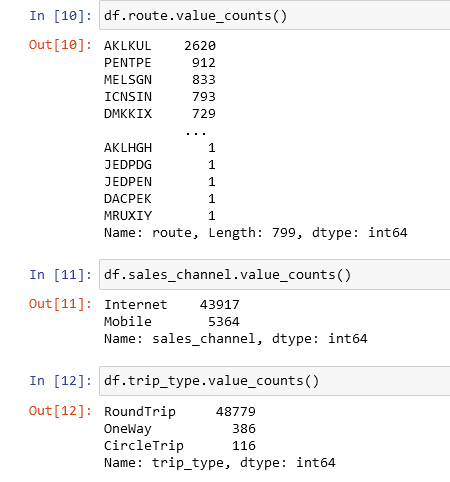 In [10]: df.route.value_counts()
Out[10]: AKLKUL    2620
PENTPE     912
MELSGN     833
ICNSIN     793
DMKKIX     729
...
AKLHGH       1
JEDPDG       1
JEDPEN       1
DACPEK       1
MRUXIY       1
Name: route, Length: 799, dtype: int64
In [11]: df.sales_channel.value_counts()
Out[11]: Internet    43917
Mobile       5364
Name: sales_channel, dtype: int64
In [12]: df.trip_type.value_counts()
Out[12]: RoundTrip     48779
OneWay          386
CircleTrip      116
Name: trip_type, dtype: int64